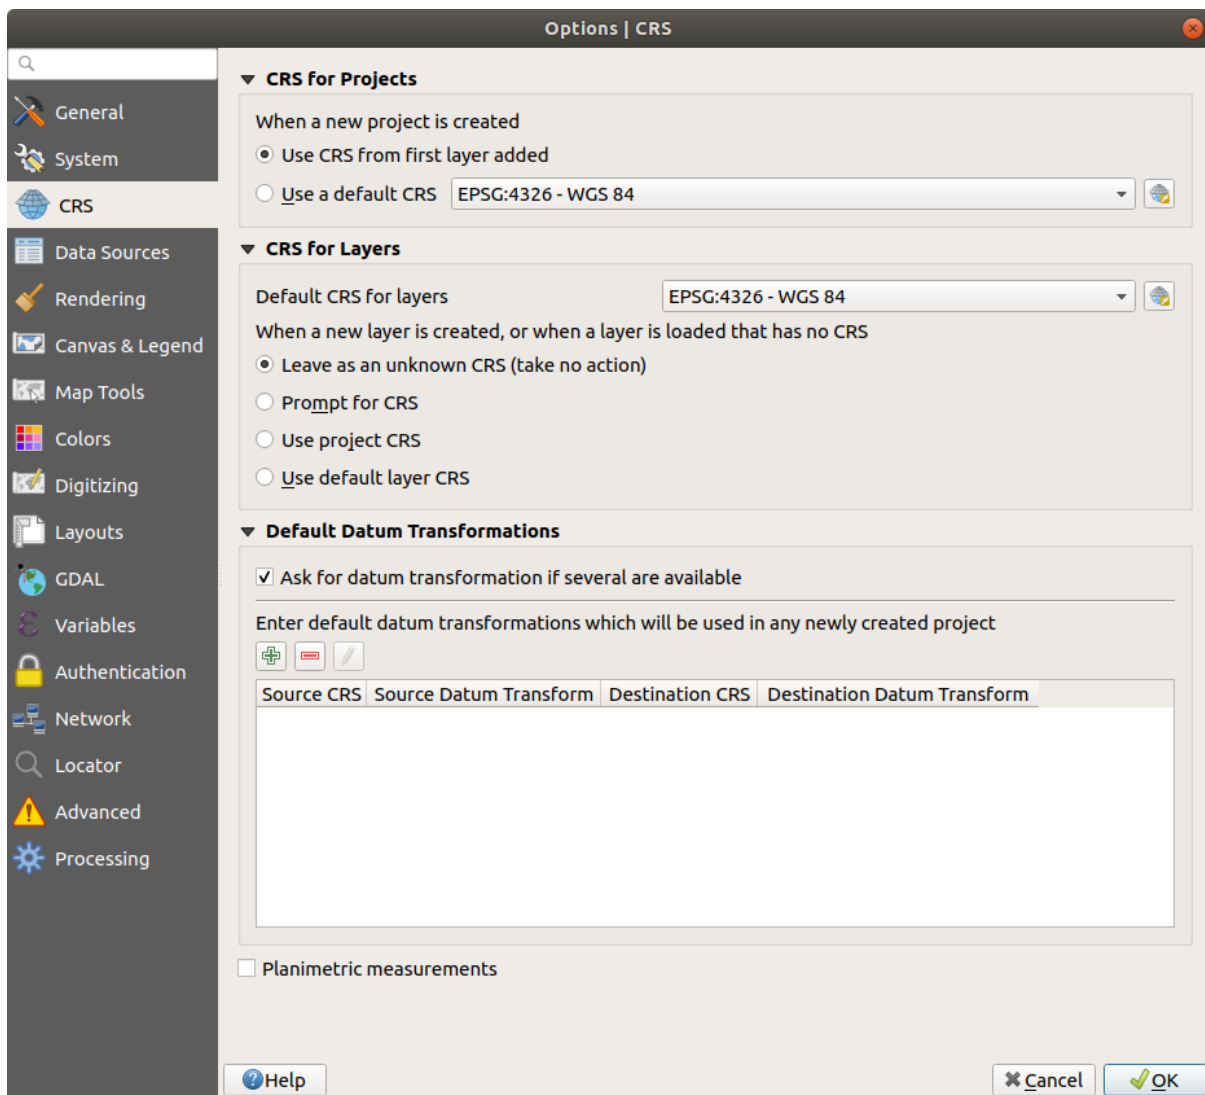 Options | CRS
General
System
CRS
Data Sources
Rendering
Canvas & Legend
Map Tools
Colors
Digitizing
Layouts
GDAL
Variables
Authentication
Network
Locator
Advanced
Processing
CRS for Projects
When a new project is created
Use CRS from first layer added
Use a default CRS EPSG:4326 - WGS 84
CRS for Layers
Default CRS for layers EPSG:4326 - WGS 84
When a new layer is created, or when a layer is loaded that has no CRS
Leave as an unknown CRS (take no action)
Prompt for CRS
Use project CRS
Use default layer CRS
Default Datum Transformations
Ask for datum transformation if several are available
Enter default datum transformations which will be used in any newly created project
Source CRS Source Datum Transform Destination CRS Destination Datum Transform
Planimetric measurements
Help Cancel OK